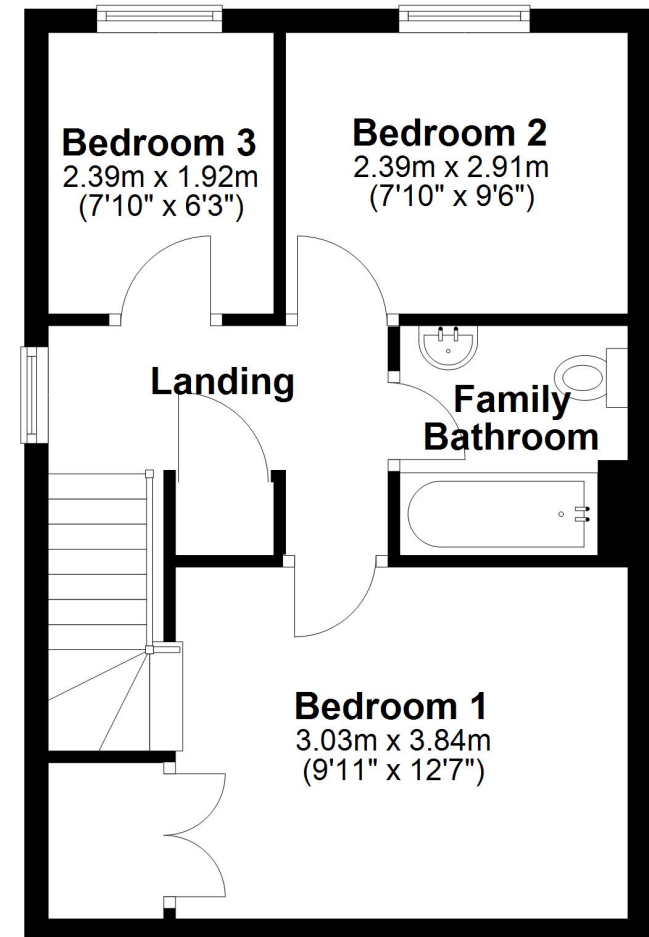 Bedroom 3
2.39m x 1.92m
(7'10" x 6'3")
Bedroom 2
2.39m x 2.91m
(7'10" x 9'6")
Landing
Family
Bathroom
Bedroom 1
3.03m x 3.84m
(9'11" x 12'7")